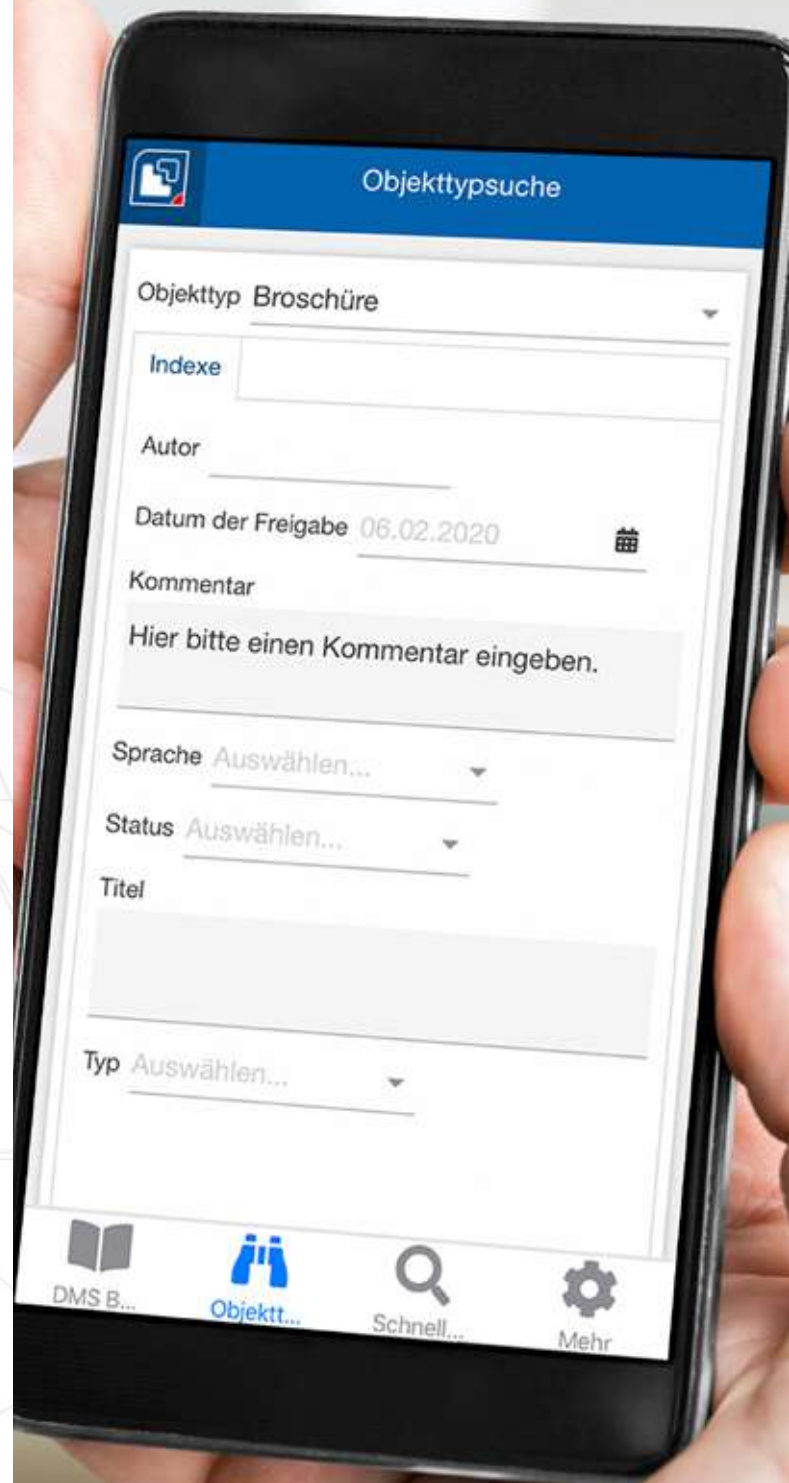 Objekttypsuche
Objekttyp Broschüre
Indexe
Autor
Datum der Freigabe 06.02.2020
Kommentar
Hier bitte einen Kommentar eingeben.
Sprache Auswählen...
Status Auswählen...
Titel
Typ Auswählen...
DMS B... Objektt... Schnell... Mehr